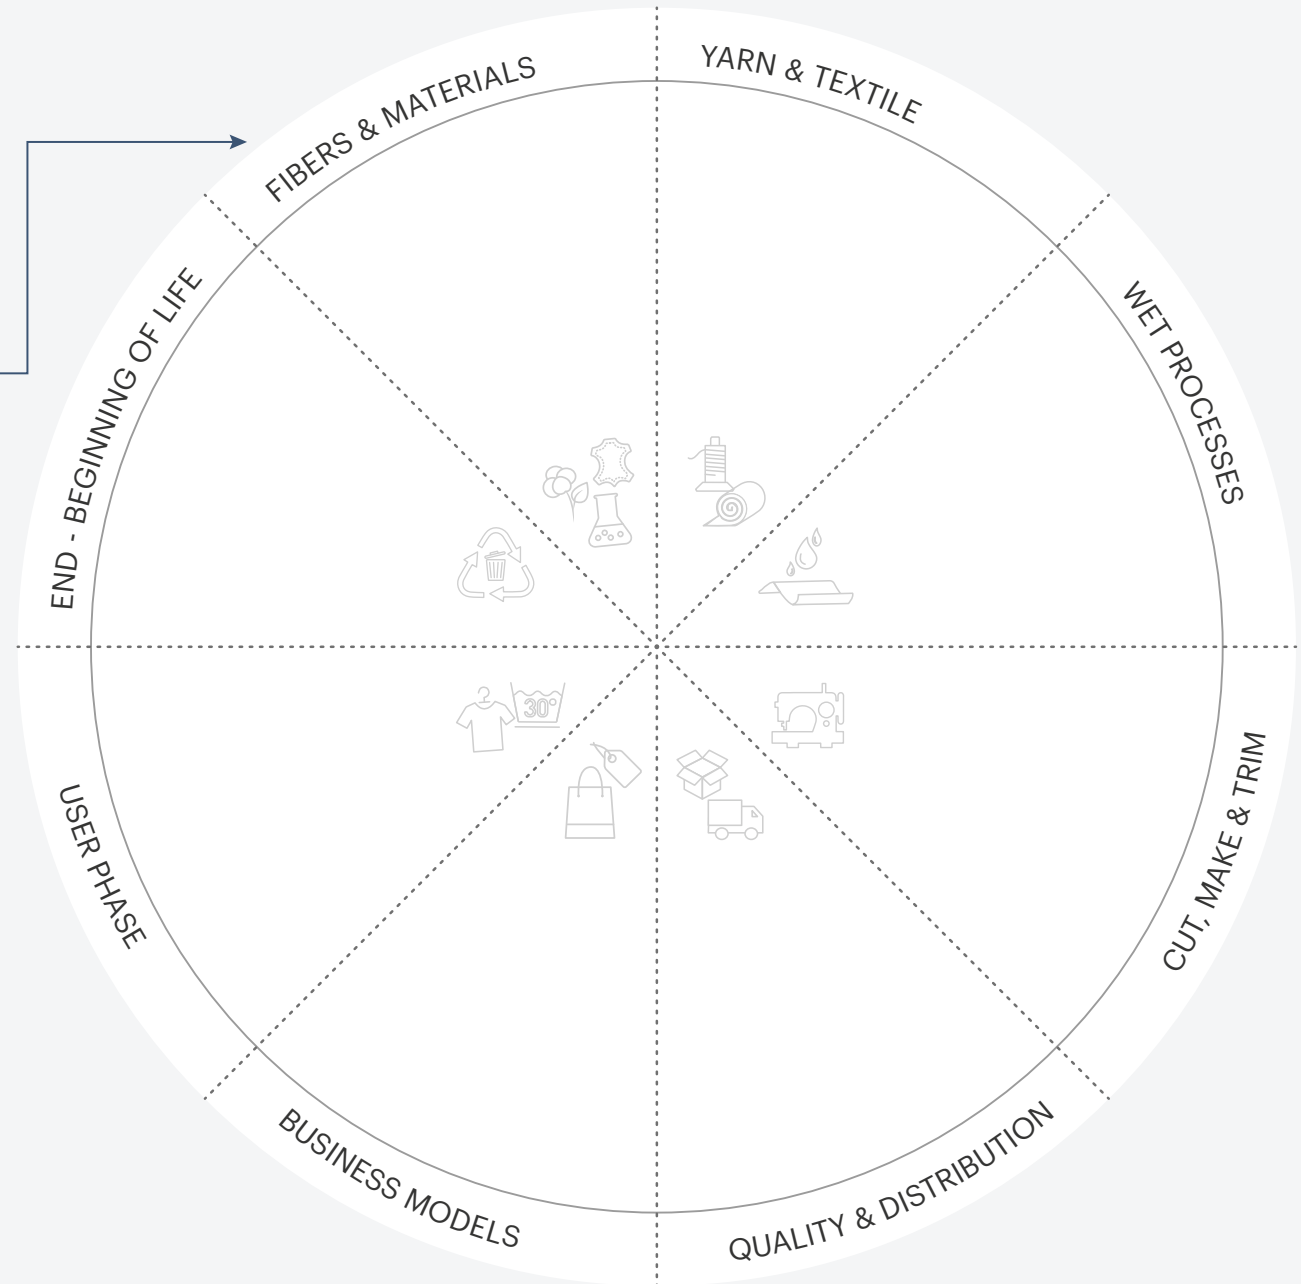 FIBERS & MATERIALS
YARN & TEXTILE
WET PROCESSES
CUT, MAKE & TRIM
QUALITY & DISTRIBUTION
BUSINESS MODELS
USER PHASE
END - BEGINNING OF LIFE
30°